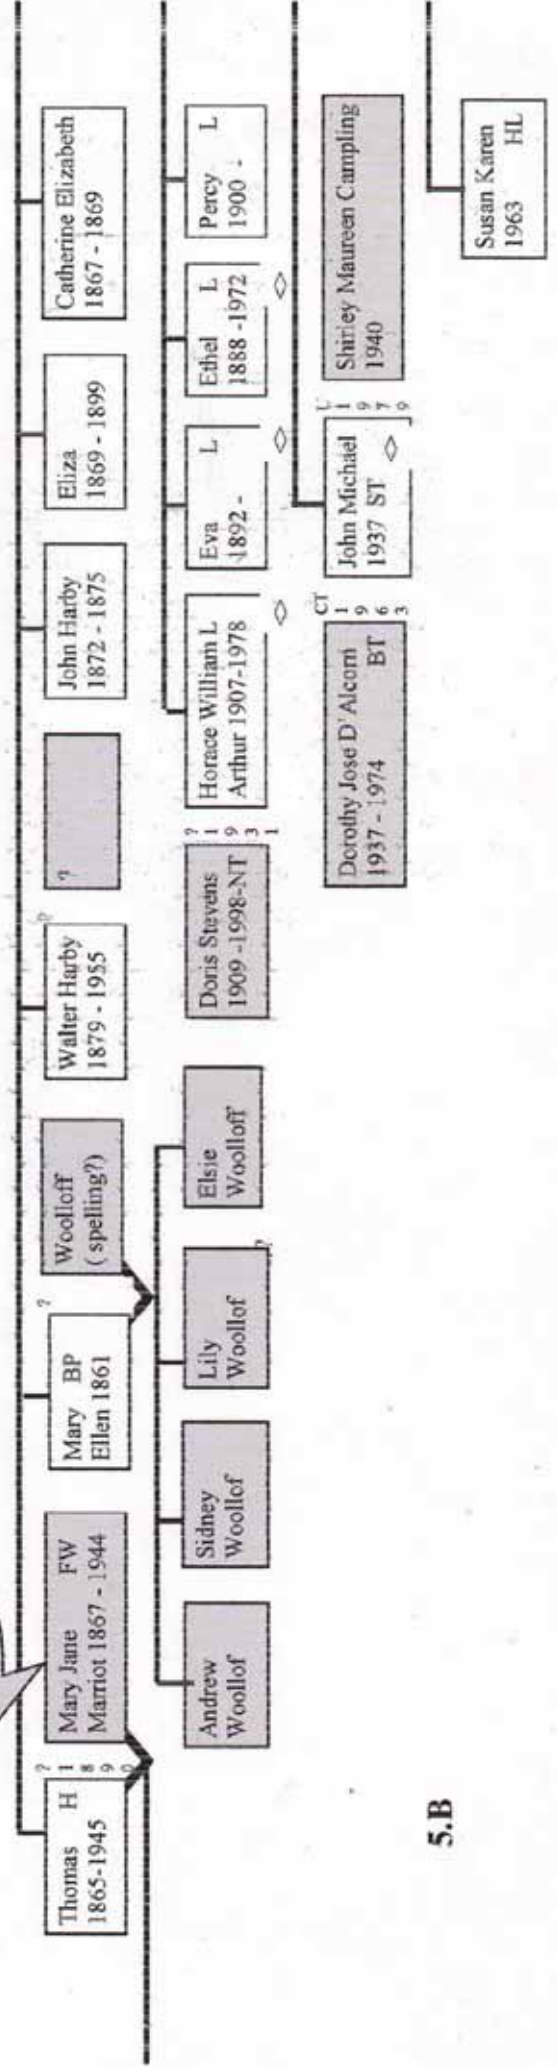 Thomas H
1865-1945
?
1
8
9
0
Mary Jane FW
Marriot 1867 - 1944
Mary BP
Ellen 1861
?
Woolloff
( spelling?)
Walter Harby
1879 - 1955
?
?
John Harby
1872 - 1875
Eliza
1869 - 1899
Catherine Elizabeth
1867 - 1869
Andrew
Woollof
Sidney
Woollof
Lily
Woollof
?
Elsie
Woolloff
Doris Stevens
1909 -1998-NT
?
1
9
3
1
Horace William L
Arthur 1907-1978
Eva L
1892 -
Ethel L
1888 -1972
Percy L
1900 -
Dorothy Jose D'Alcorn
1937 - 1974 BT
CT
1
9
6
3
John Michael
1937 ST
U
1
9
7
9
Shirley Maureen Campling
1940
Susan Karen
1963 HL
5.B